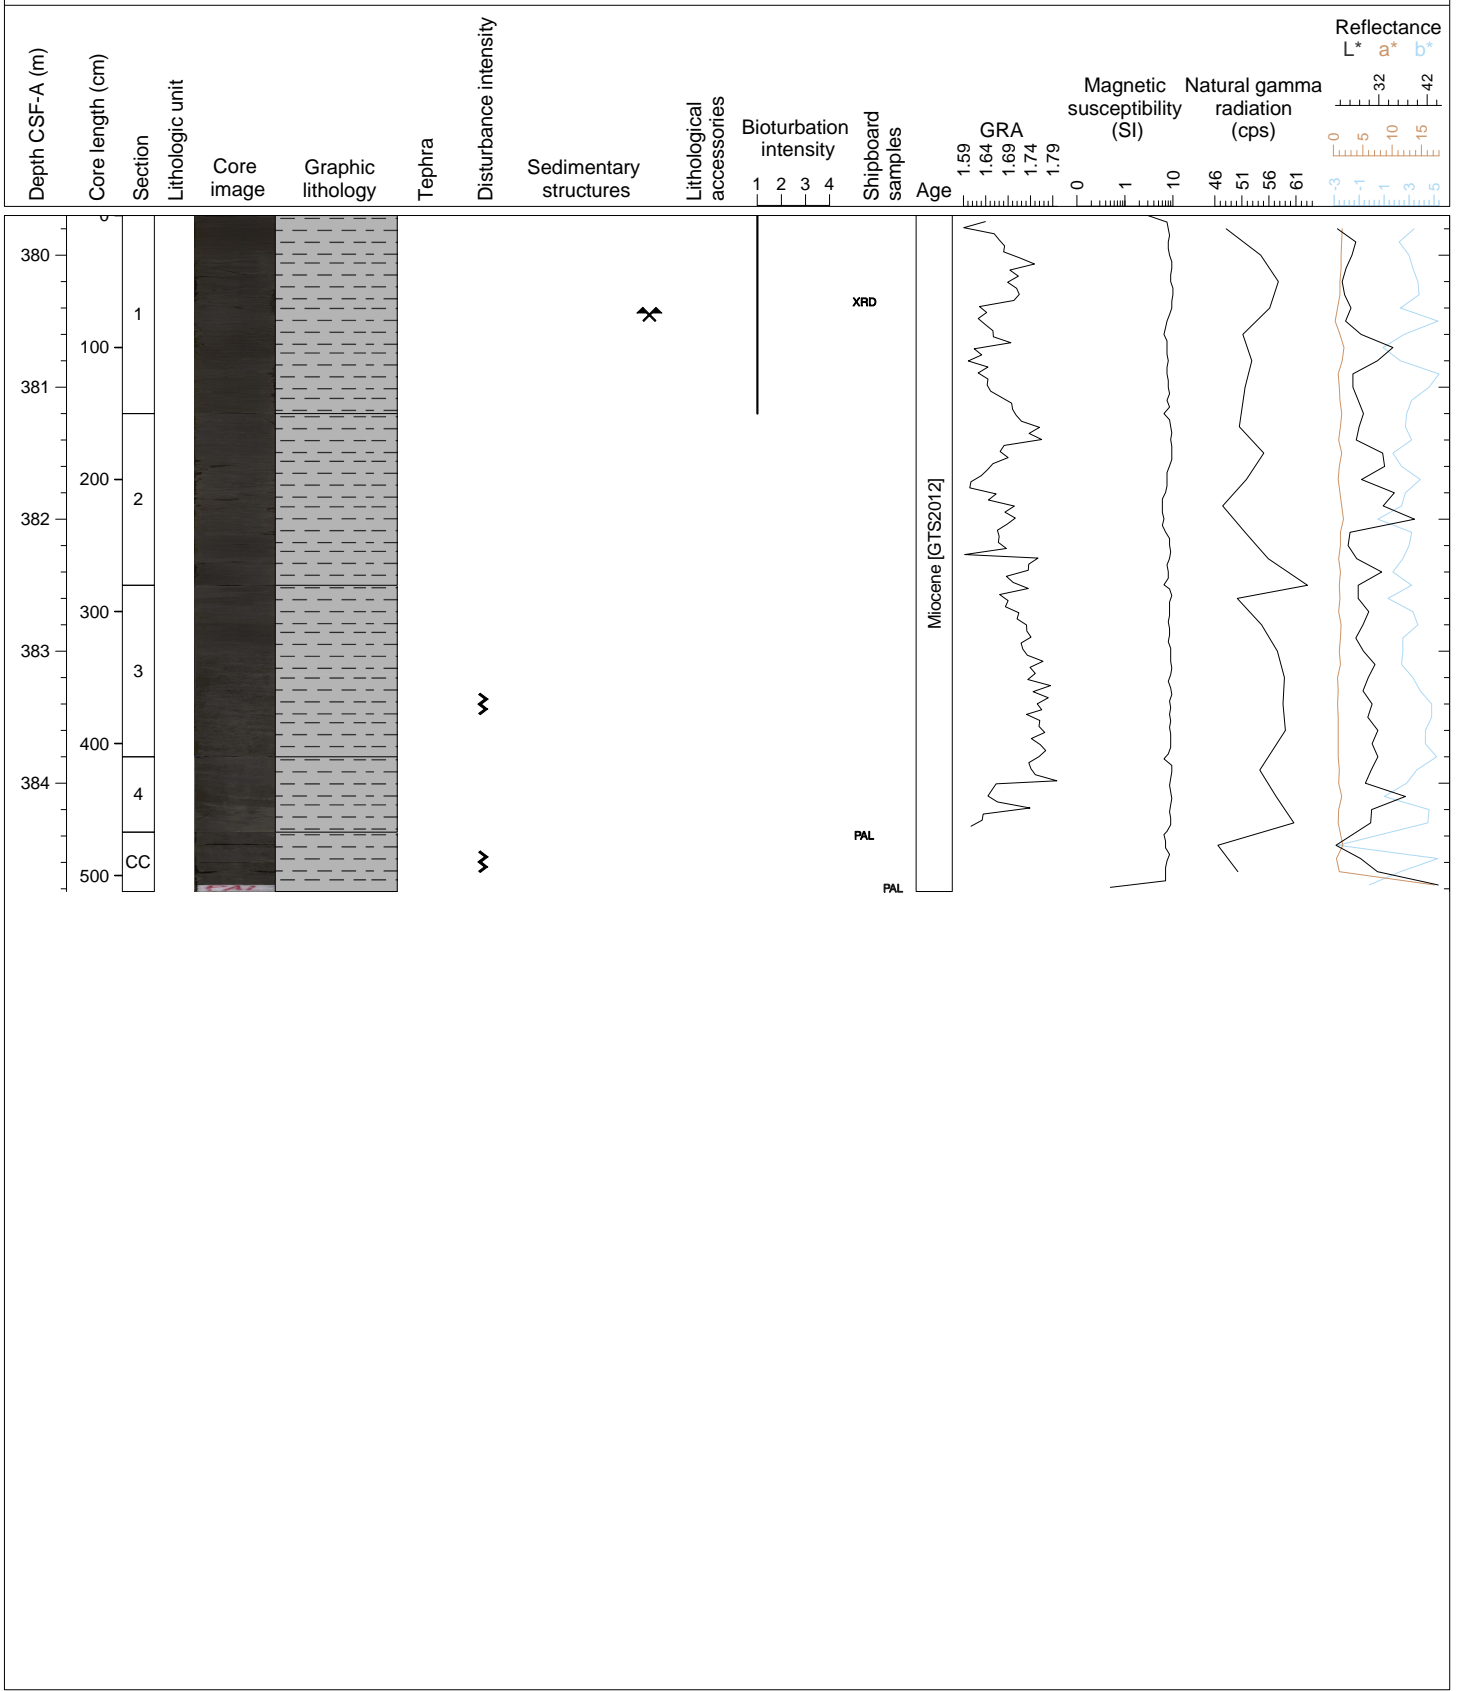 Depth CSF-A (m)
Core length (cm)
Section
Lithologic unit
Core
image
Graphic
lithology
Tephra
Disturbance intensity
Sedimentary
structures
Lithological
accessories
Bioturbation
intensity
1 2 3 4
Shipboard
samples
Age
GRA
1.59 1.64 1.69 1.74 1.79
Magnetic
susceptibility
(SI)
0 1 10
Natural gamma
radiation
(cps)
46 51 56 61
Reflectance
L* a* b*
32 42
0 5 10 15
-3 -1 1 3 5
0
380
1
XRD
100
381
200
2
382
Miocene [GTS2012]
300
383
3
400
384
4
PAL
CC
500
PAL